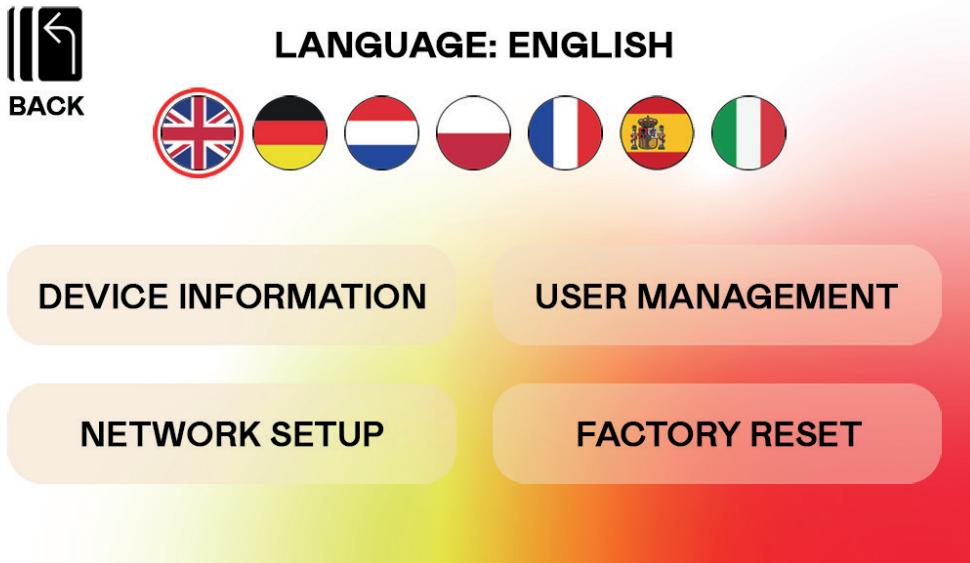 LANGUAGE: ENGLISH
BACK
DEVICE INFORMATION
USER MANAGEMENT
NETWORK SETUP
FACTORY RESET